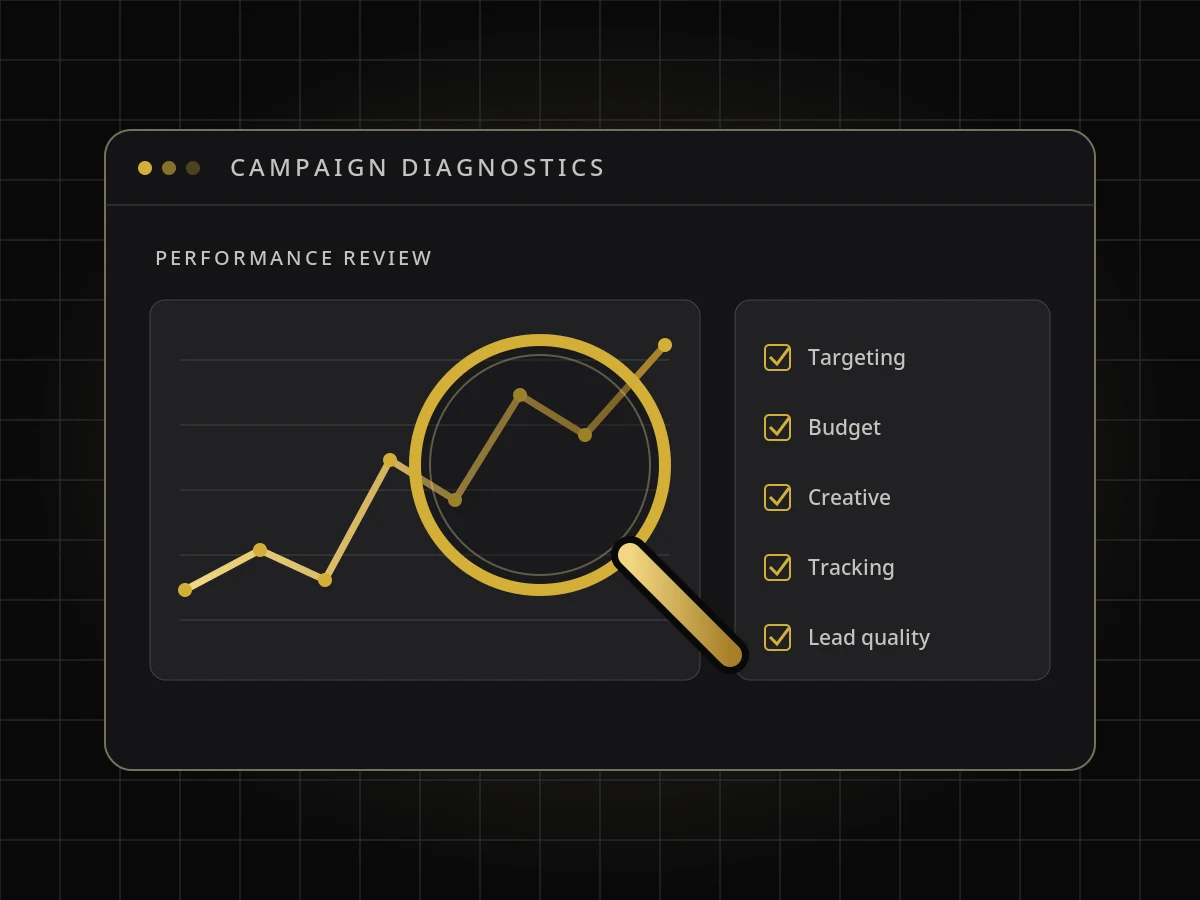 CAMPAIGN DIAGNOSTICS
PERFORMANCE REVIEW
Targeting
Budget
Creative
Tracking
Lead quality